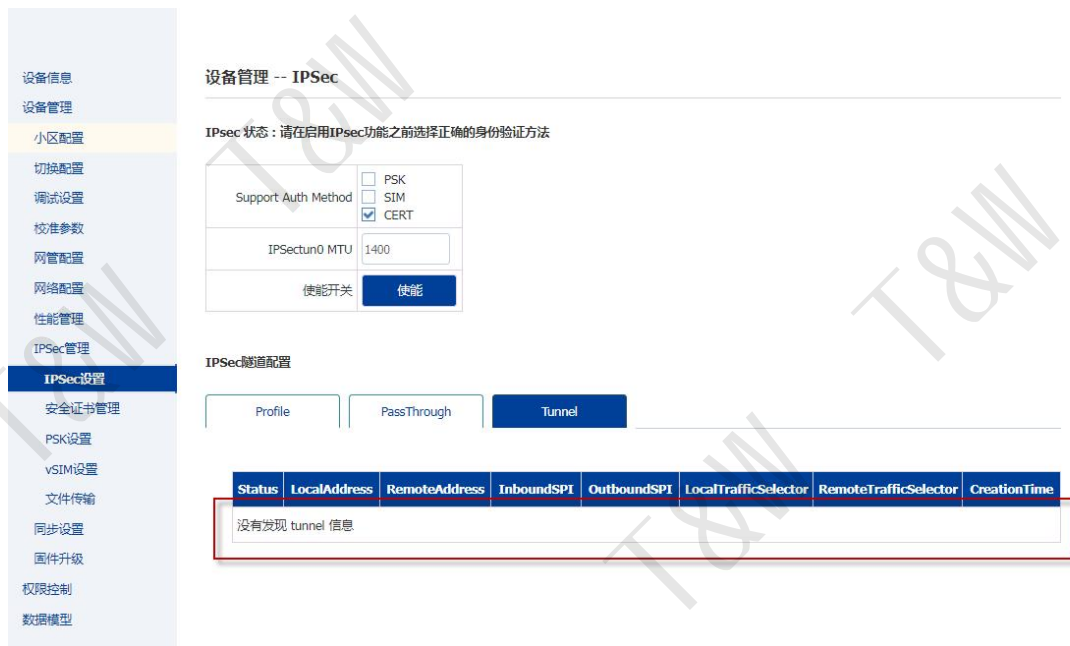 设备信息
设备管理
小区配置
切换配置
调试设置
校准参数
网管配置
网络配置
性能管理
IPSec管理
IPSec设置
安全证书管理
PSK设置
vSIM设置
文件传输
同步设置
固件升级
权限控制
数据模型
设备管理 -- IPSec
IPsec 状态：请在启用IPsec功能之前选择正确的身份验证方法
Support Auth Method
PSK
SIM
CERT
IPSectun0 MTU 1400
使能开关 使能
IPSec隧道配置
Profile PassThrough Tunnel
Status LocalAddress RemoteAddress InboundSPI OutboundSPI LocalTrafficSelector RemoteTrafficSelector CreationTime
没有发现 tunnel 信息
T&W
T&W
T&W
T&W